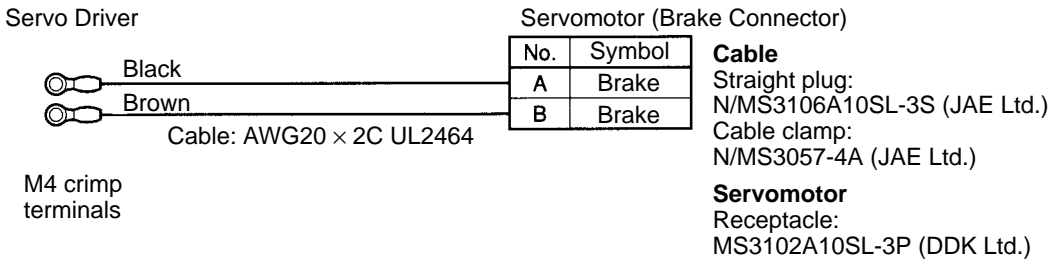 Servo Driver
Servomotor (Brake Connector)
No. Symbol
Black
A Brake
Brown
B Brake
Cable: AWG20 × 2C UL2464
M4 crimp
terminals
Cable
Straight plug:
N/MS3106A10SL-3S (JAE Ltd.)
Cable clamp:
N/MS3057-4A (JAE Ltd.)
Servomotor
Receptacle:
MS3102A10SL-3P (DDK Ltd.)